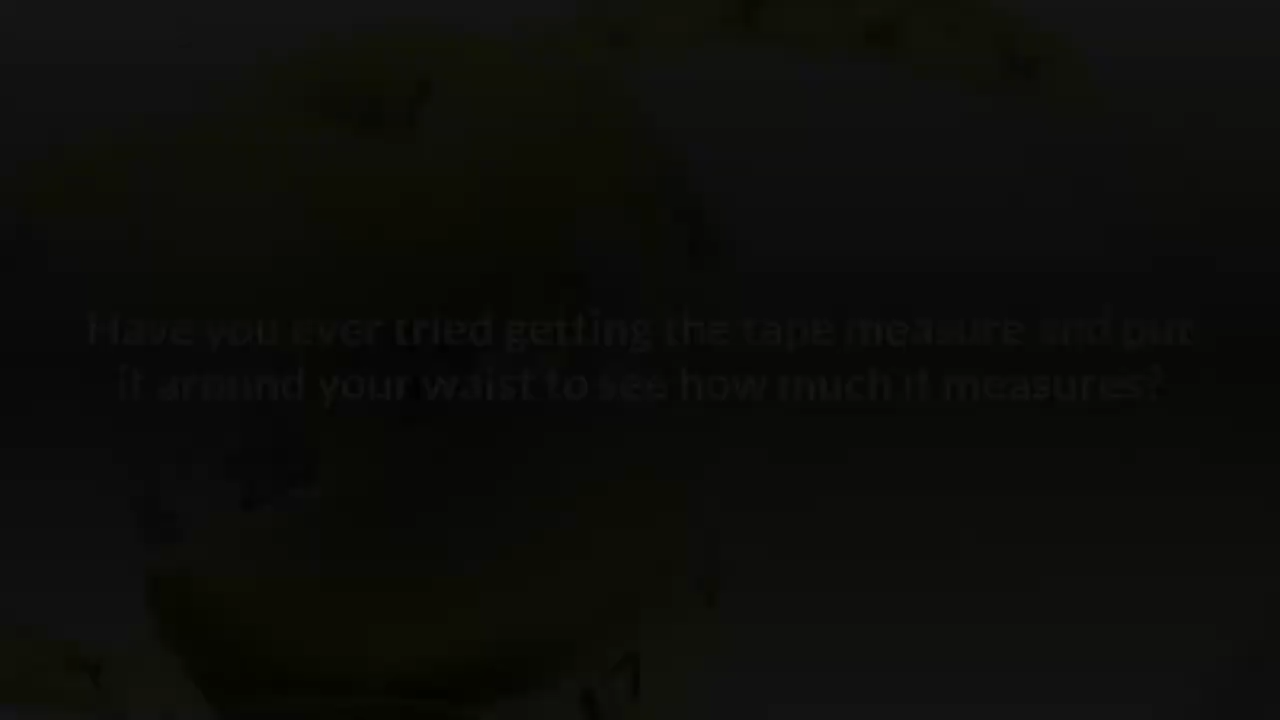 Have you ever tried getting the tape measure and put
it around your waist to see how much it measures?